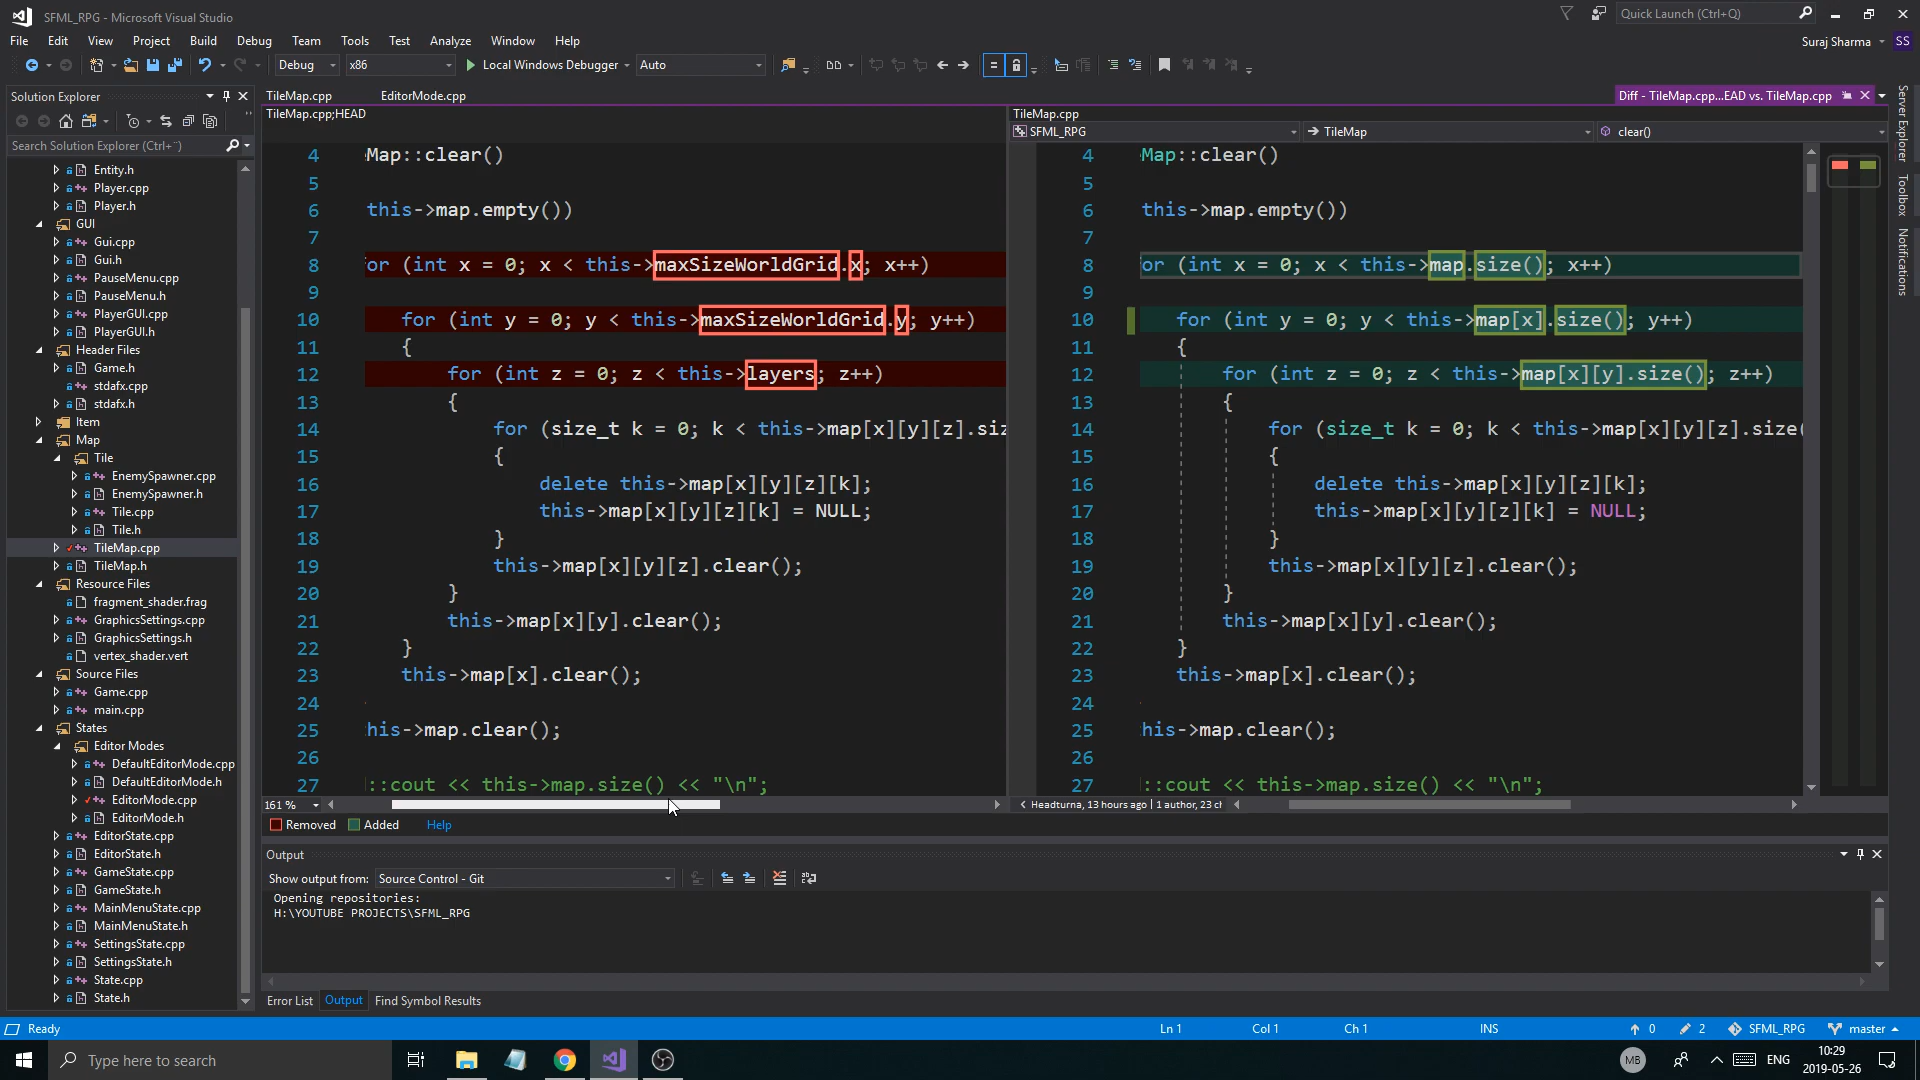 SFML_RPG - Microsoft Visual Studio
Quick Launch (Ctrl+Q)
File Edit View Project Build Debug Team Tools Test Analyze Window Help
Suraj Sharma SS
Debug x86 Local Windows Debugger Auto
Solution Explorer
Search Solution Explorer (Ctrl+¨)
Entity.h
Player.cpp
Player.h
GUI
Gui.cpp
Gui.h
PauseMenu.cpp
PauseMenu.h
PlayerGUI.cpp
PlayerGUI.h
Header Files
Game.h
stdafx.cpp
stdafx.h
Item
Map
Tile
EnemySpawner.cpp
EnemySpawner.h
Tile.cpp
Tile.h
TileMap.cpp
TileMap.h
Resource Files
fragment_shader.frag
GraphicsSettings.cpp
GraphicsSettings.h
vertex_shader.vert
Source Files
Game.cpp
main.cpp
States
Editor Modes
DefaultEditorMode.cpp
DefaultEditorMode.h
EditorMode.cpp
EditorMode.h
EditorState.cpp
EditorState.h
GameState.cpp
GameState.h
MainMenuState.cpp
MainMenuState.h
SettingsState.cpp
SettingsState.h
State.cpp
State.h
TileMap.cpp EditorMode.cpp Diff - TileMap.cpp...EAD vs. TileMap.cpp
TileMap.cpp;HEAD
4 Map::clear()
5
6 this->map.empty())
7
8 or (int x = 0; x < this->maxSizeWorldGrid.x; x++)
9
10 for (int y = 0; y < this->maxSizeWorldGrid.y; y++)
11 {
12 for (int z = 0; z < this->layers; z++)
13 {
14 for (size_t k = 0; k < this->map[x][y][z].siz
15 {
16 delete this->map[x][y][z][k];
17 this->map[x][y][z][k] = NULL;
18 }
19 this->map[x][y][z].clear();
20 }
21 this->map[x][y].clear();
22 }
23 this->map[x].clear();
24
25 his->map.clear();
26
27 ::cout << this->map.size() << "\n";
161 %
Removed Added Help
TileMap.cpp
SFML_RPG TileMap clear()
4 Map::clear()
5
6 this->map.empty())
7
8 or (int x = 0; x < this->map.size(); x++)
9
10 for (int y = 0; y < this->map[x].size(); y++)
11 {
12 for (int z = 0; z < this->map[x][y].size(); z++)
13 {
14 for (size_t k = 0; k < this->map[x][y][z].size(
15 {
16 delete this->map[x][y][z][k];
17 this->map[x][y][z][k] = NULL;
18 }
19 this->map[x][y][z].clear();
20 }
21 this->map[x][y].clear();
22 }
23 this->map[x].clear();
24
25 his->map.clear();
26
27 ::cout << this->map.size() << "\n";
Headturna, 13 hours ago | 1 author, 23 ch
Server Explorer
Toolbox
Notifications
Output
Show output from: Source Control - Git
Opening repositories:
H:\YOUTUBE PROJECTS\SFML_RPG
Error List Output Find Symbol Results
Ready Ln 1 Col 1 Ch 1 INS 0 2 SFML_RPG master
Type here to search
MB ENG 10:29
2019-05-26